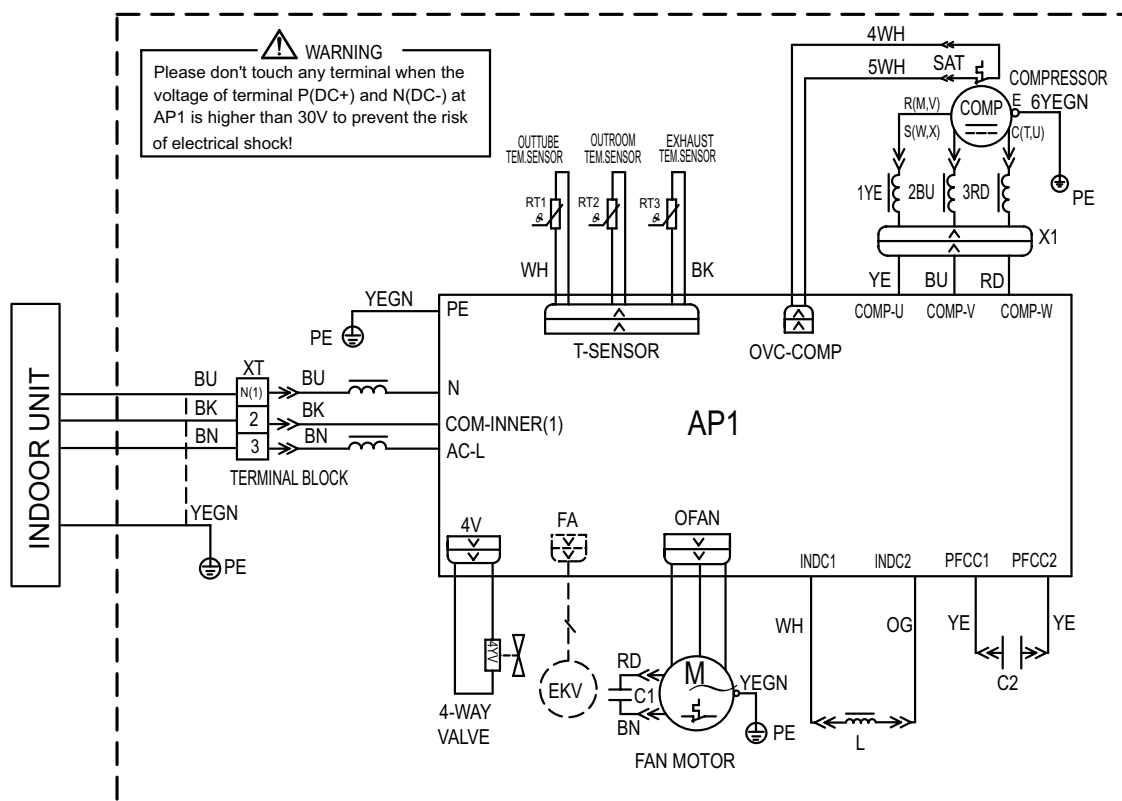 WARNING
Please don't touch any terminal when the
voltage of terminal P(DC+) and N(DC-) at
AP1 is higher than 30V to prevent the risk
of electrical shock!
4WH
5WH
SAT
COMPRESSOR
COMP
E
6YEGN
R(M,V)
S(W,X)
C(T,U)
PE
1YE
2BU
3RD
X1
YE
BU
RD
OUTTUBE
TEM.SENSOR
OUTROOM
TEM.SENSOR
EXHAUST
TEM.SENSOR
RT1
RT2
RT3
WH
BK
YEGN
PE
PE
T-SENSOR
OVC-COMP
COMP-U
COMP-V
COMP-W
INDOOR UNIT
BU
BK
BN
YEGN
PE
XT
N(1)
2
3
TERMINAL BLOCK
BU
BK
BN
N
COM-INNER(1)
AC-L
AP1
4V
FA
OFAN
INDC1
INDC2
PFCC1
PFCC2
4YV
4-WAY
VALVE
EKV
RD
C1
BN
M
YEGN
PE
FAN MOTOR
WH
OG
L
YE
YE
C2